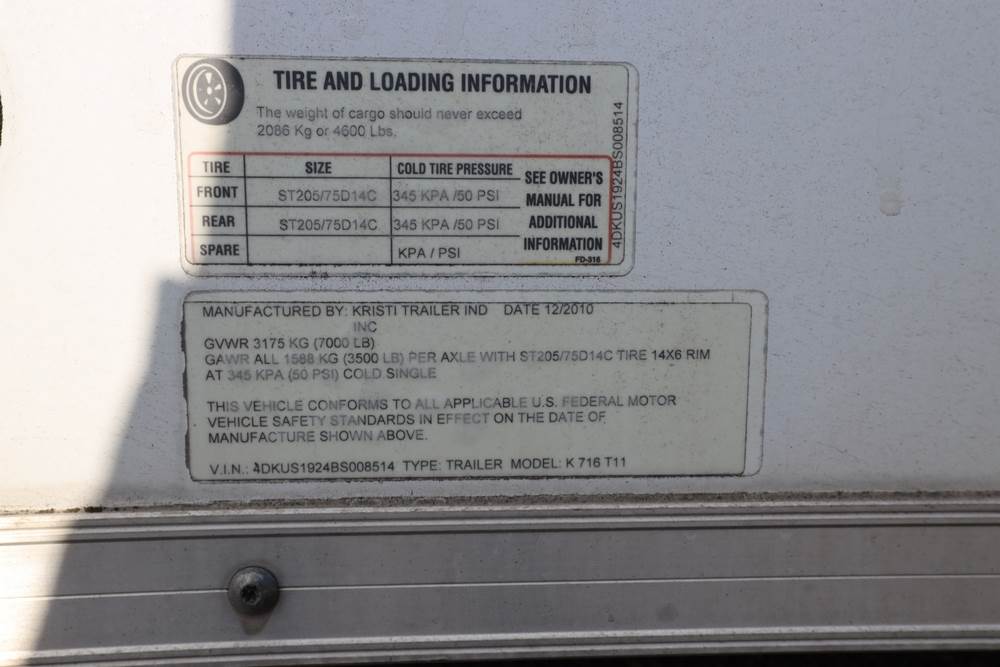 TIRE AND LOADING INFORMATION
The weight of cargo should never exceed
2086 Kg or 4600 Lbs.
TIRE SIZE COLD TIRE PRESSURE SEE OWNER'S MANUAL FOR ADDITIONAL INFORMATION
FRONT ST205/75D14C 345 KPA /50 PSI
REAR ST205/75D14C 345 KPA /50 PSI
SPARE KPA / PSI
FD-316
4DKUS1924BS008514
MANUFACTURED BY: KRISTI TRAILER IND DATE 12/2010
INC
GVWR 3175 KG (7000 LB)
GAWR ALL 1588 KG (3500 LB) PER AXLE WITH ST205/75D14C TIRE 14X6 RIM
AT 345 KPA (50 PSI) COLD SINGLE
THIS VEHICLE CONFORMS TO ALL APPLICABLE U.S. FEDERAL MOTOR
VEHICLE SAFETY STANDARDS IN EFFECT ON THE DATE OF
MANUFACTURE SHOWN ABOVE.
V.I.N.: 4DKUS1924BS008514 TYPE: TRAILER MODEL: K 716 T11